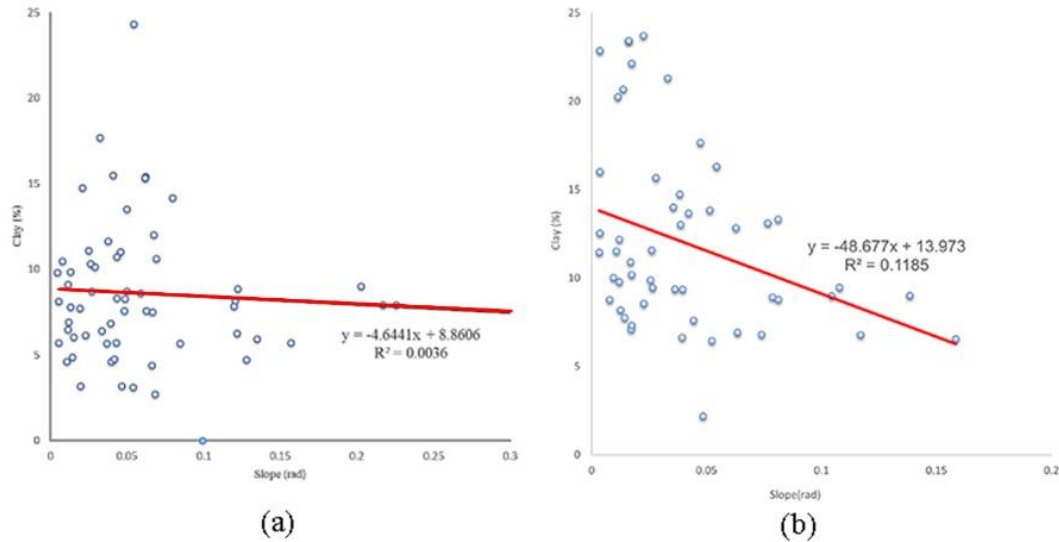 25
20
15
10
5
0
Clay (%)
y = -4.6441x + 8.8606
R² = 0.0036
0 0.05 0.1 0.15 0.2 0.25 0.3
Slope (rad)
(a)
25
20
15
10
5
0
Clay (%)
y = -48.677x + 13.973
R² = 0.1185
0 0.05 0.1 0.15 0.2
Slope(rad)
(b)